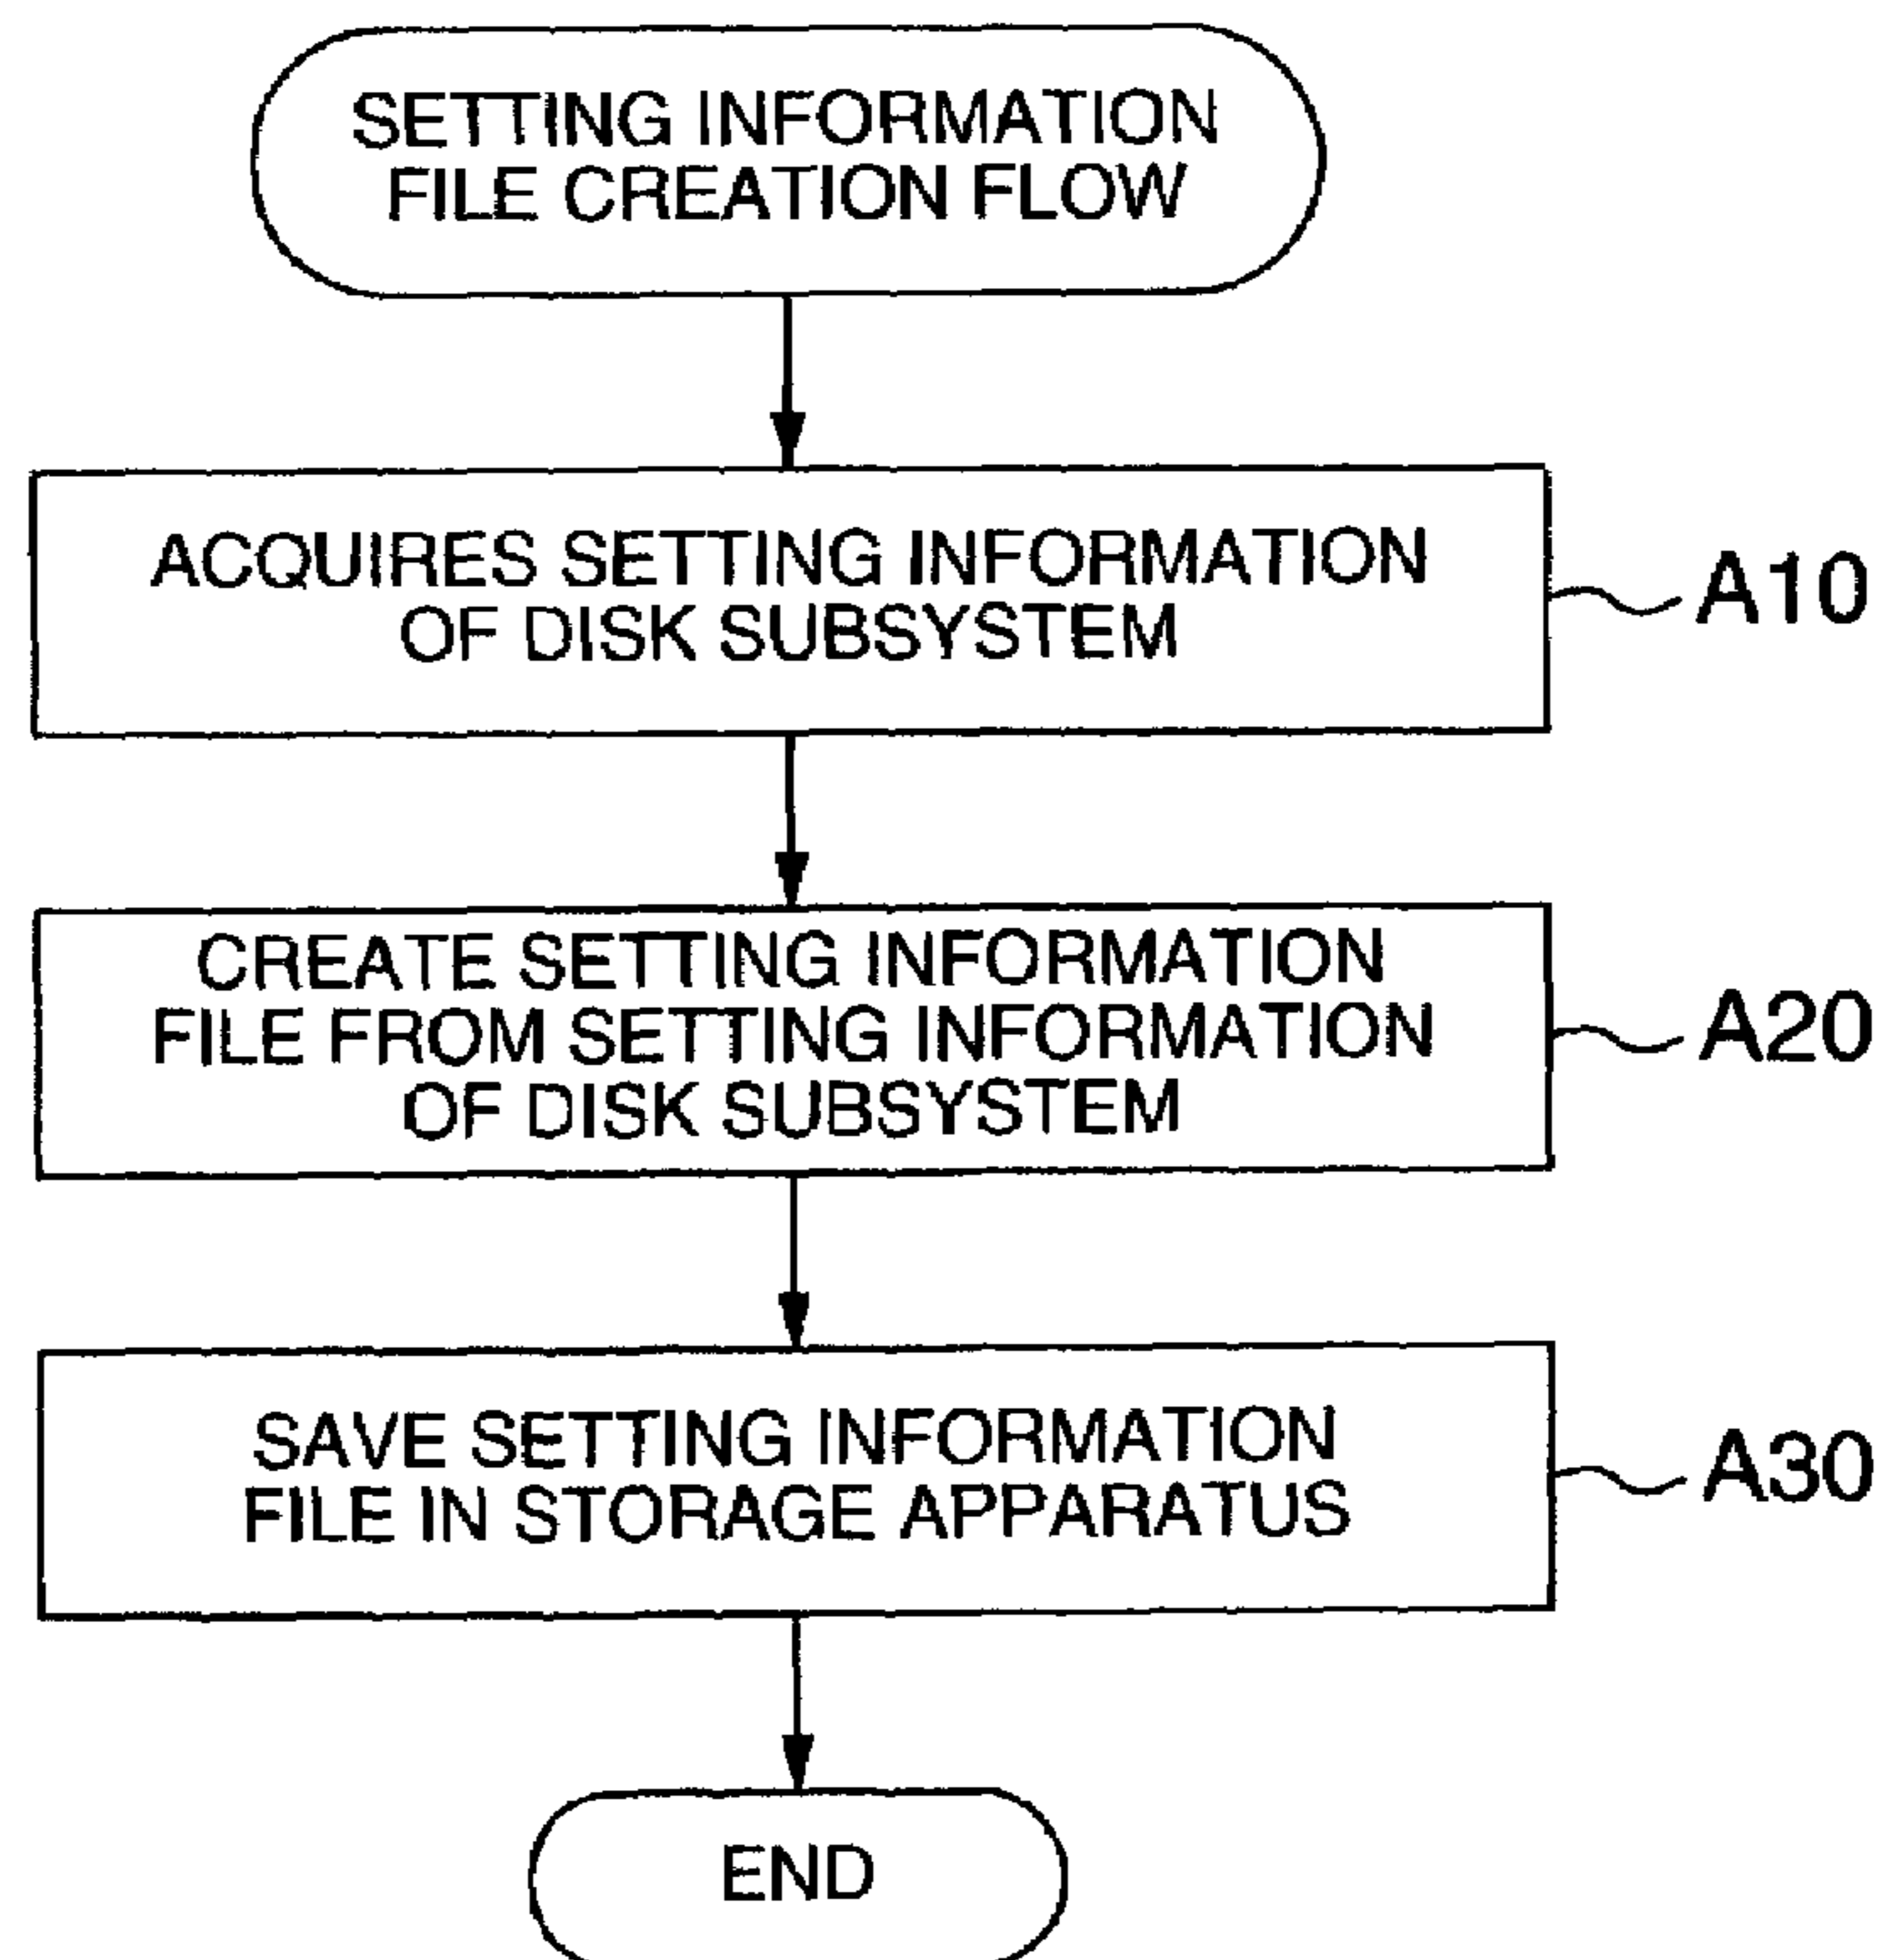 SETTING INFORMATION
FILE CREATION FLOW
ACQUIRES SETTING INFORMATION
OF DISK SUBSYSTEM
A10
CREATE SETTING INFORMATION
FILE FROM SETTING INFORMATION
OF DISK SUBSYSTEM
A20
SAVE SETTING INFORMATION
FILE IN STORAGE APPARATUS
A30
END